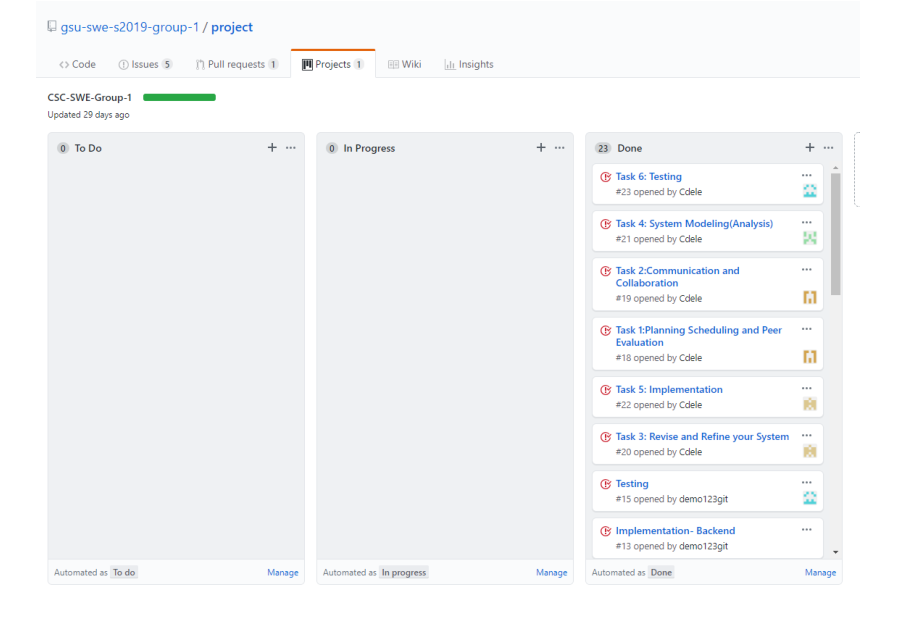 gsu-swe-s2019-group-1 / project
<> Code Issues 5 Pull requests 1 Projects 1 Wiki Insights
CSC-SWE-Group-1
Updated 29 days ago
0 To Do + ...
Automated as To do Manage
0 In Progress + ...
Automated as In progress Manage
23 Done + ...
Task 6: Testing ...
#23 opened by Cdele
Task 4: System Modeling(Analysis) ...
#21 opened by Cdele
Task 2:Communication and ...
Collaboration
#19 opened by Cdele
Task 1:Planning Scheduling and Peer ...
Evaluation
#18 opened by Cdele
Task 5: Implementation ...
#22 opened by Cdele
Task 3: Revise and Refine your System ...
#20 opened by Cdele
Testing ...
#15 opened by demo123git
Implementation- Backend ...
#13 opened by demo123git
Automated as Done Manage